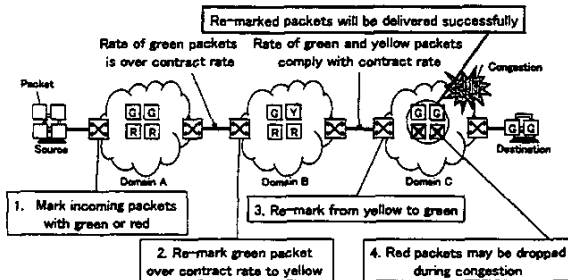 Re-marked packets will be delivered successfully
Rate of green packets
is over contract rate
Rate of green and yellow packets
comply with contract rate
Congestion
Packet
G G
R R
G Y
R R
G G
G G
Source
Destination
Domain A
Domain B
Domain C
1. Mark incoming packets
with green or red
3. Re-mark from yellow to green
2. Re-mark green packet
over contract rate to yellow
4. Red packets may be dropped
during congestion